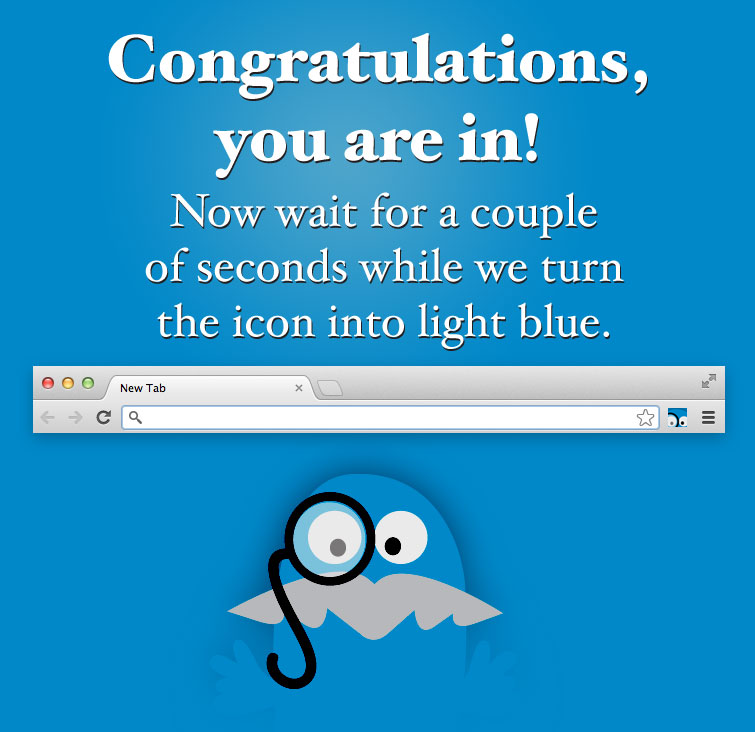 Congratulations,
you are in!
Now wait for a couple
of seconds while we turn
the icon into light blue.
New Tab